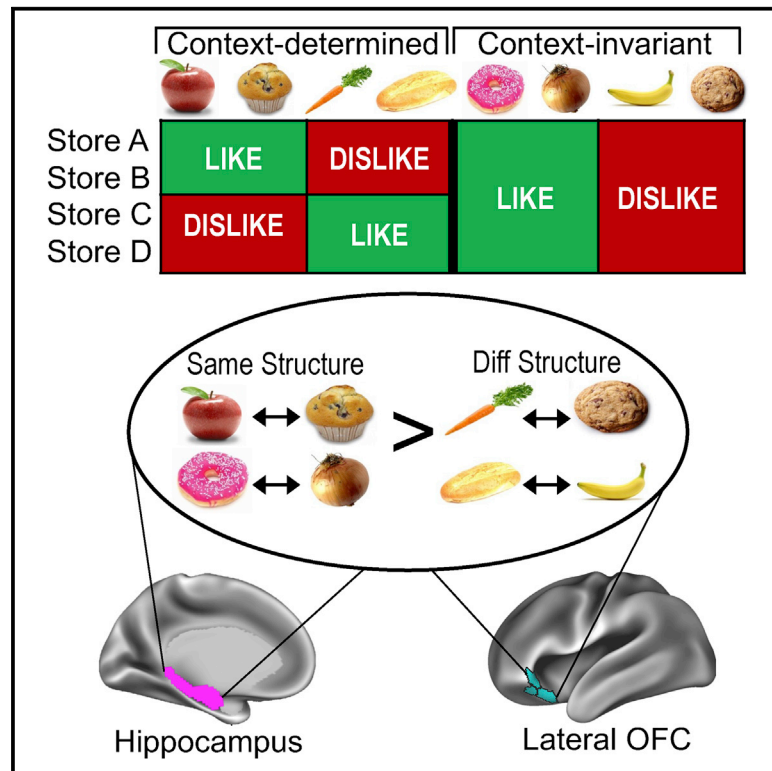 Context-determined Context-invariant
Store A
Store B
Store C
Store D
LIKE DISLIKE LIKE DISLIKE
DISLIKE LIKE
Same Structure Diff Structure
>
Hippocampus Lateral OFC